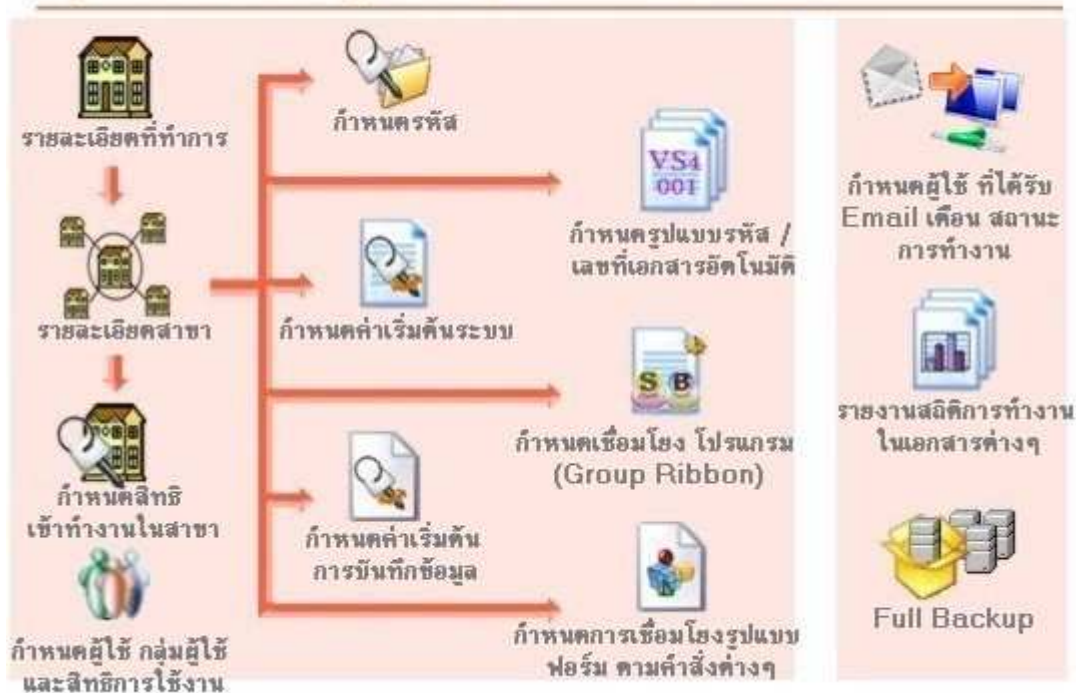 รายละเอียดที่ทำการ
รายละเอียดสาขา
กำหนดสิทธิ
เข้าทำงานในสาขา
กำหนดผู้ใช้ กลุ่มผู้ใช้
และสิทธิการใช้งาน
กำหนดรหัส
VS4
001
กำหนดรูปแบบรหัส /
เลขที่เอกสารอัตโนมัติ
กำหนดค่าเริ่มต้นระบบ
S B
กำหนดเชื่อมโยง โปรแกรม
(Group Ribbon)
กำหนดค่าเริ่มต้น
การบันทึกข้อมูล
กำหนดการเชื่อมโยงรูปแบบ
ฟอร์ม ตามคำสั่งต่างๆ
กำหนดผู้ใช้ ที่ได้รับ
Email เตือน สถานะ
การทำงาน
รายงานสถิติการทำงาน
ในเอกสารต่างๆ
Full Backup